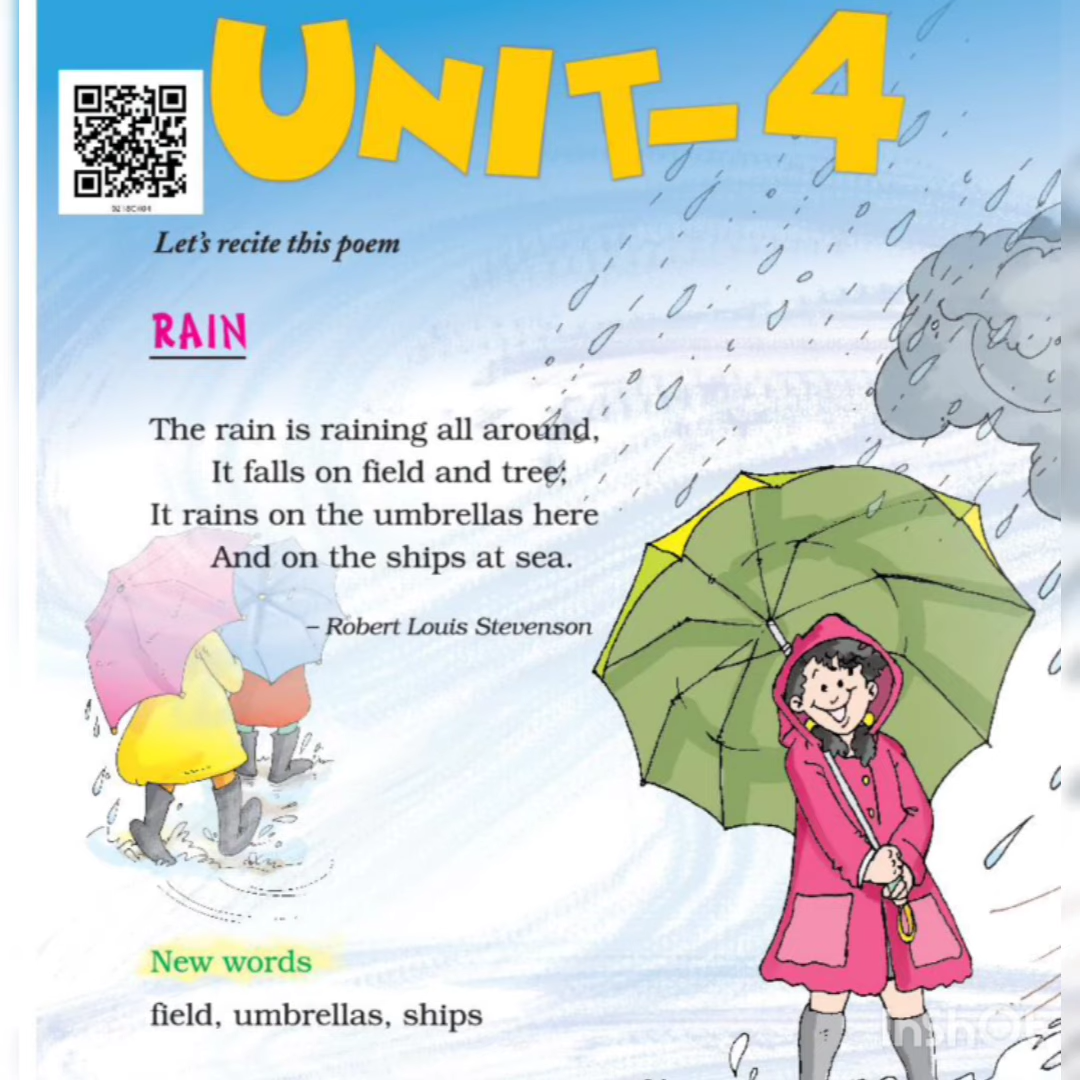 UNIT-4
Let's recite this poem
RAIN
The rain is raining all around,
It falls on field and tree;
It rains on the umbrellas here
And on the ships at sea.
– Robert Louis Stevenson
New words
field, umbrellas, ships
InShOt